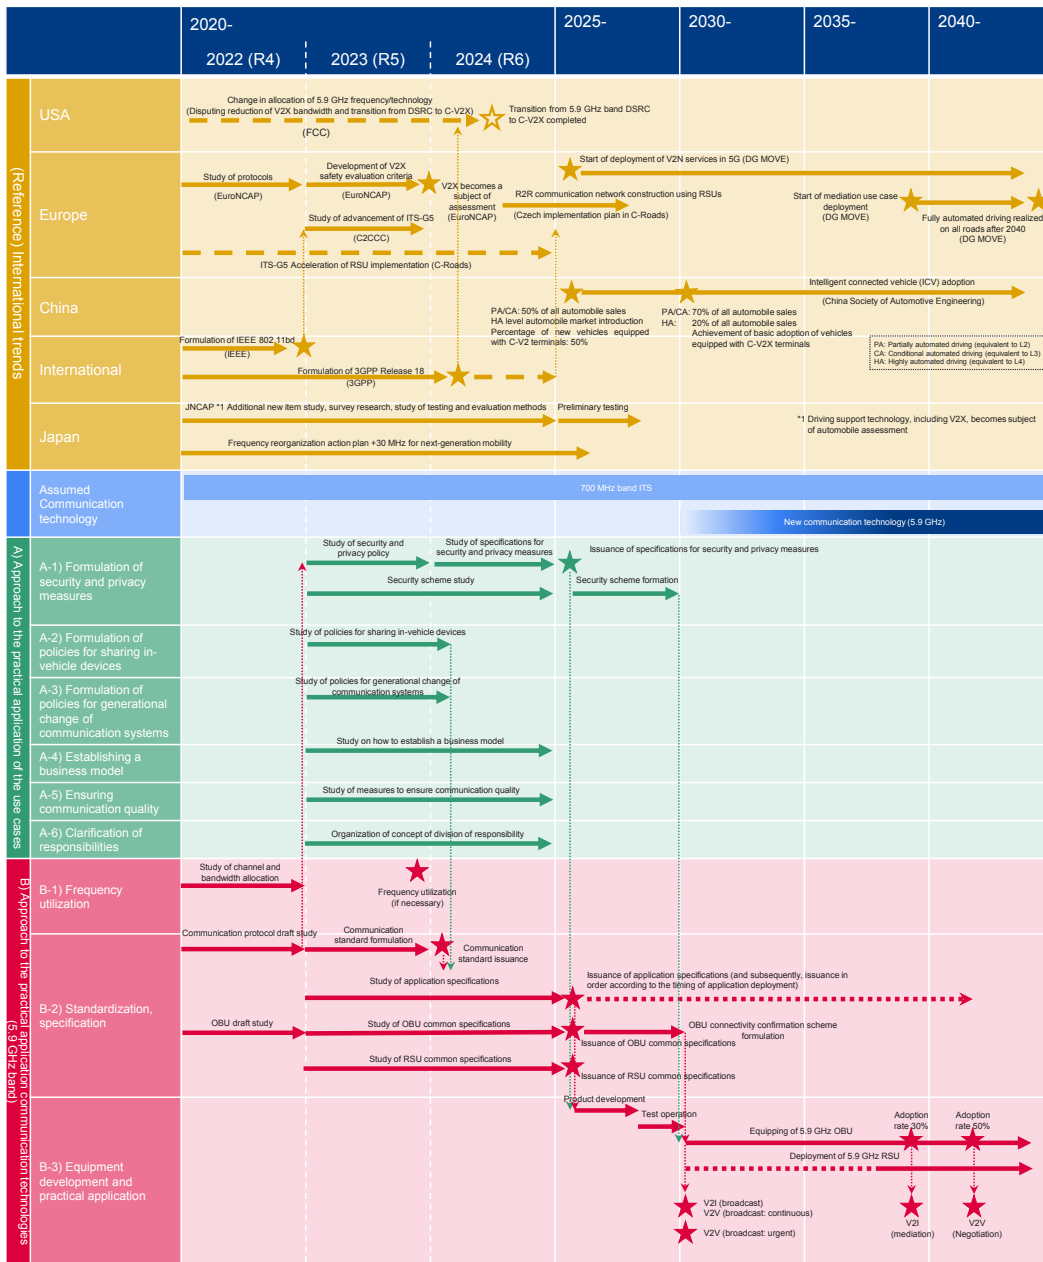 2020-
2025-
2030-
2035-
2040-
2022 (R4)
2023 (R5)
2024 (R6)
(Reference) International trends
USA
Change in allocation of 5.9 GHz frequency/technology
(Disputing reduction of V2X bandwidth and transition from DSRC to C-V2X)
(FCC)
Transition from 5.9 GHz band DSRC
to C-V2X completed
Europe
Study of protocols
(EuroNCAP)
Development of V2X
safety evaluation criteria
(EuroNCAP)
V2X becomes a
subject of
assessment
(EuroNCAP)
Study of advancement of ITS-G5
(C2CCC)
ITS-G5 Acceleration of RSU implementation (C-Roads)
Start of deployment of V2N services in 5G (DG MOVE)
R2R communication network construction using RSUs
(Czech implementation plan in C-Roads)
Start of mediation use case
deployment
(DG MOVE)
Fully automated driving realized
on all roads after 2040
(DG MOVE)
China
Intelligent connected vehicle (ICV) adoption
(China Society of Automotive Engineering)
PA/CA: 50% of all automobile sales
HA level automobile market introduction
Percentage of new vehicles equipped
with C-V2 terminals: 50%
PA/CA: 70% of all automobile sales
HA: 20% of all automobile sales
Achievement of basic adoption of vehicles
equipped with C-V2X terminals
PA: Partially automated driving (equivalent to L2)
CA: Conditional automated driving (equivalent to L3)
HA: Highly automated driving (equivalent to L4)
International
Formulation of IEEE 802.11bd
(IEEE)
Formulation of 3GPP Release 18
(3GPP)
Japan
JNCAP *1 Additional new item study, survey research, study of testing and evaluation methods
Preliminary testing
*1 Driving support technology, including V2X, becomes subject
of automobile assessment
Frequency reorganization action plan +30 MHz for next-generation mobility
Assumed
Communication
technology
700 MHz band ITS
New communication technology (5.9 GHz)
A) Approach to the practical application of the use cases
A-1) Formulation of
security and privacy
measures
Study of security and
privacy policy
Study of specifications for
security and privacy measures
Issuance of specifications for security and privacy measures
Security scheme study
Security scheme formation
A-2) Formulation of
policies for sharing in-
vehicle devices
Study of policies for sharing in-vehicle devices
A-3) Formulation of
policies for generational
change of
communication systems
Study of policies for generational change of
communication systems
A-4) Establishing a
business model
Study on how to establish a business model
A-5) Ensuring
communication quality
Study of measures to ensure communication quality
A-6) Clarification of
responsibilities
Organization of concept of division of responsibility
B) Approach to the practical application communication technologies
(5.9 GHz band)
B-1) Frequency
utilization
Study of channel and
bandwidth allocation
Frequency utilization
(if necessary)
B-2) Standardization,
specification
Communication protocol draft study
Communication
standard formulation
Communication
standard issuance
Study of application specifications
Issuance of application specifications (and subsequently, issuance in
order according to the timing of application deployment)
OBU draft study
Study of OBU common specifications
Issuance of OBU common specifications
OBU connectivity confirmation scheme
formulation
Study of RSU common specifications
Issuance of RSU common specifications
B-3) Equipment
development and
practical application
Product development
Test operation
Equipping of 5.9 GHz OBU
Adoption
rate 30%
Adoption
rate 50%
Deployment of 5.9 GHz RSU
V2I (broadcast)
V2V (broadcast: continuous)
V2V (broadcast: urgent)
V2I
(mediation)
V2V
(Negotiation)